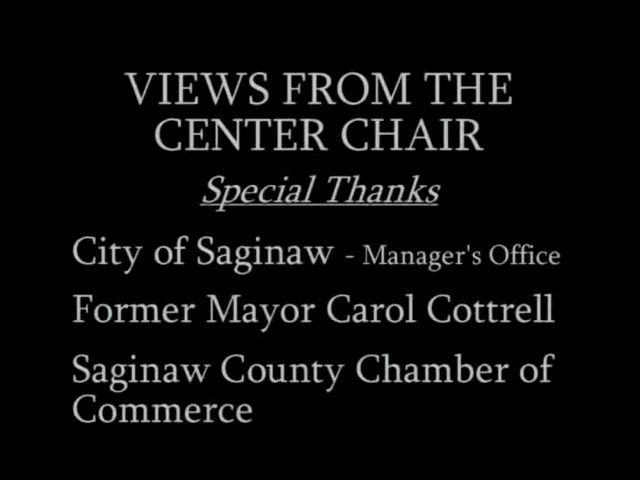 VIEWS FROM THE
CENTER CHAIR
Special Thanks
City of Saginaw - Manager's Office
Former Mayor Carol Cottrell
Saginaw County Chamber of
Commerce